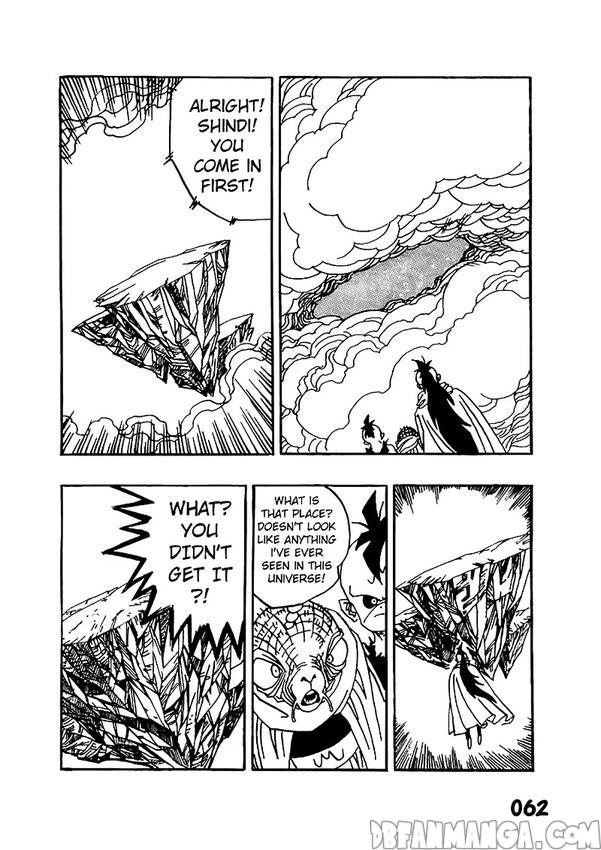 ALRIGHT!
SHINDI!
YOU
COME IN
FIRST!
WHAT?
YOU
DIDN'T
GET IT
?!
WHAT IS
THAT PLACE?
DOESN'T LOOK
LIKE ANYTHING
I'VE EVER
SEEN IN THIS
UNIVERSE!
062
DBFANMANGA.COM